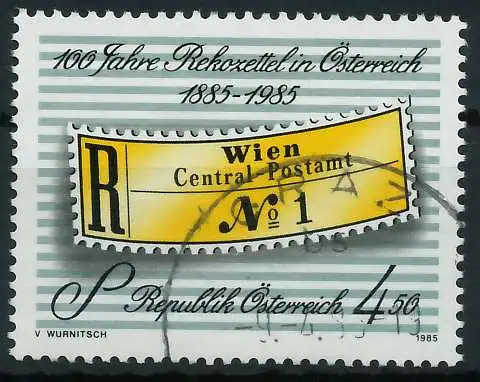 100 Jahre Rekozettel in Österreich
1885-1985
R
Wien
Central-Postamt
No 1
S Republik Österreich 4.50
V WURNITSCH
1985